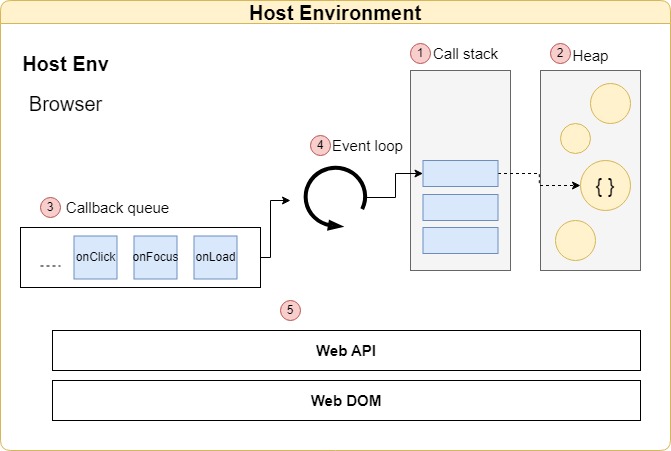 Host Environment
Host Env
Browser
1 Call stack
2 Heap
4 Event loop
{ }
3 Callback queue
.... onClick onFocus onLoad
5
Web API
Web DOM